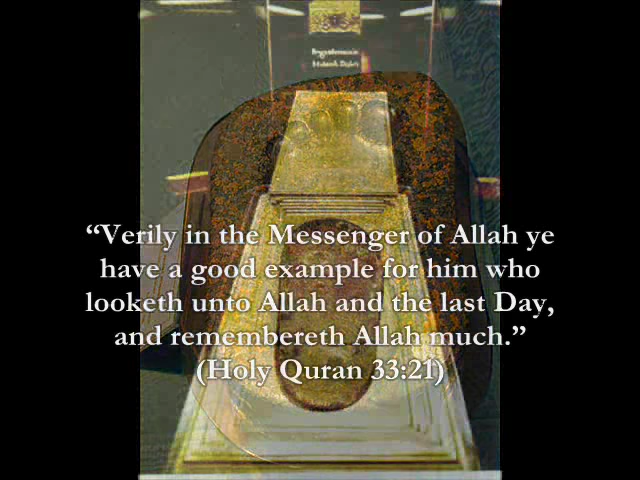 “Verily in the Messenger of Allah ye
have a good example for him who
looketh unto Allah and the last Day,
and remembereth Allah much.”
(Holy Quran 33:21)